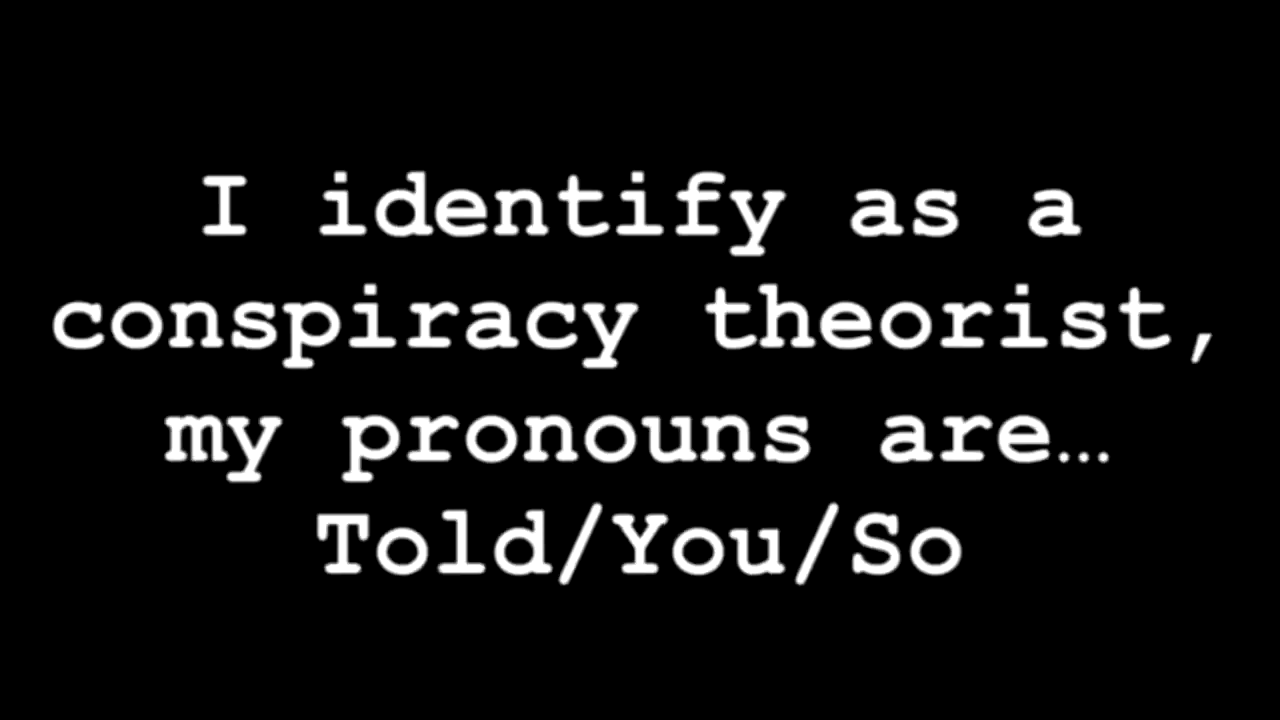 I identify as a
conspiracy theorist,
my pronouns are…
Told/You/So